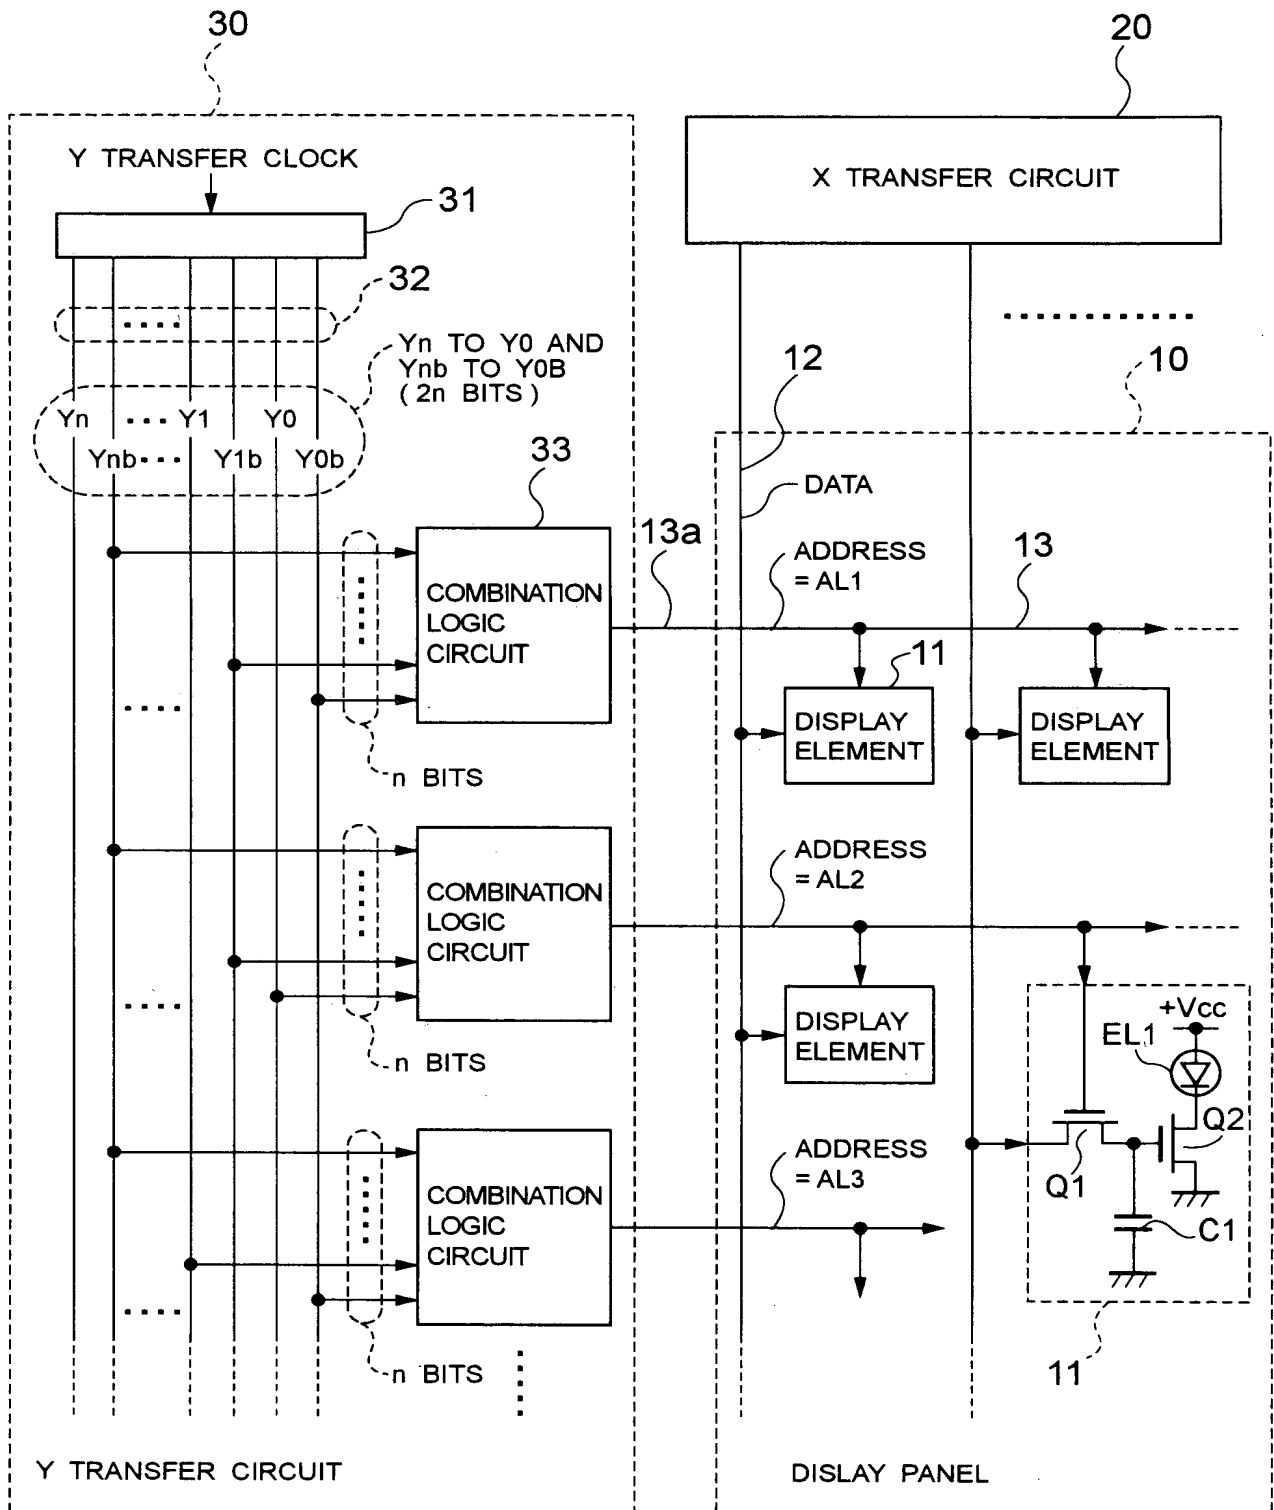 30
20
Y TRANSFER CLOCK
X TRANSFER CIRCUIT
31
32
Yn TO Y0 AND
Ynb TO Y0B
(2n BITS)
12
10
Yn
Y1
Y0
Ynb
Y1b
Y0b
DATA
33
13a
ADDRESS
=AL1
13
COMBINATION
LOGIC
CIRCUIT
11
DISPLAY
ELEMENT
DISPLAY
ELEMENT
n BITS
ADDRESS
=AL2
COMBINATION
LOGIC
CIRCUIT
DISPLAY
ELEMENT
n BITS
+Vcc
EL1
Q2
Q1
C1
ADDRESS
=AL3
COMBINATION
LOGIC
CIRCUIT
n BITS
11
Y TRANSFER CIRCUIT
DISLAY PANEL